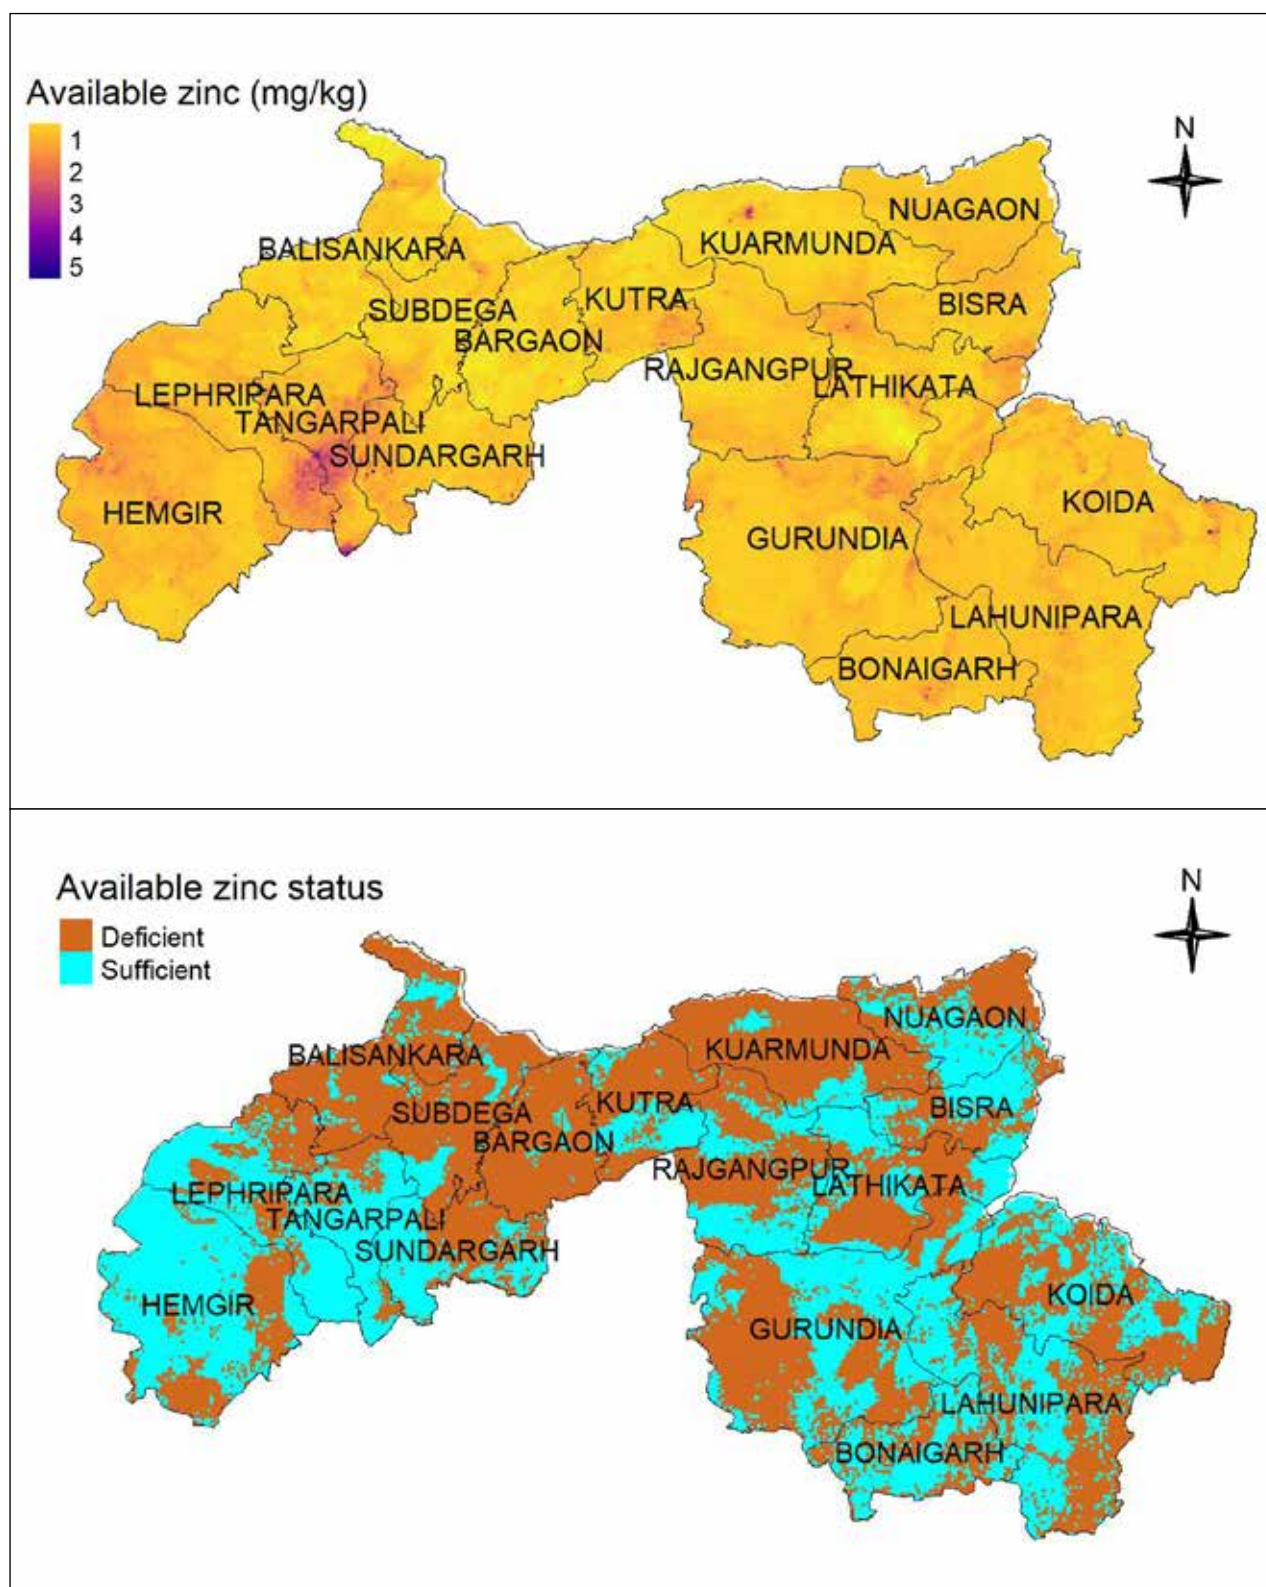 Available zinc (mg/kg)
1
2
3
4
5
N
NUAGAON
KUARMUNDA
BALISANKARA
KUTRA
BISRA
SUBDEGA
BARGAON
RAJGANGPUR
LATHIKATA
LEPHRIPARA
TANGARPALI
SUNDARGARH
KOIDA
HEMGIR
GURUNDIA
LAHUNIPARA
BONAIGARH
Available zinc status
Deficient
Sufficient
N
NUAGAON
KUARMUNDA
BALISANKARA
KUTRA
BISRA
SUBDEGA
BARGAON
RAJGANGPUR
LATHIKATA
LEPHRIPARA
TANGARPALI
SUNDARGARH
KOIDA
HEMGIR
GURUNDIA
LAHUNIPARA
BONAIGARH